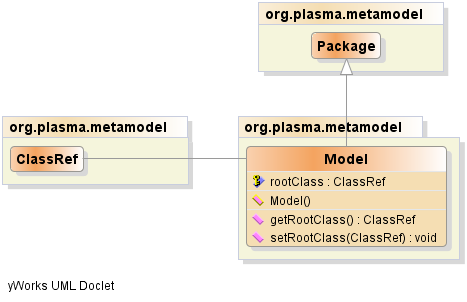 org.plasma.metamodel
Package
org.plasma.metamodel
ClassRef
org.plasma.metamodel
Model
rootClass : ClassRef
Model()
getRootClass() : ClassRef
setRootClass(ClassRef) : void
yWorks UML Doclet